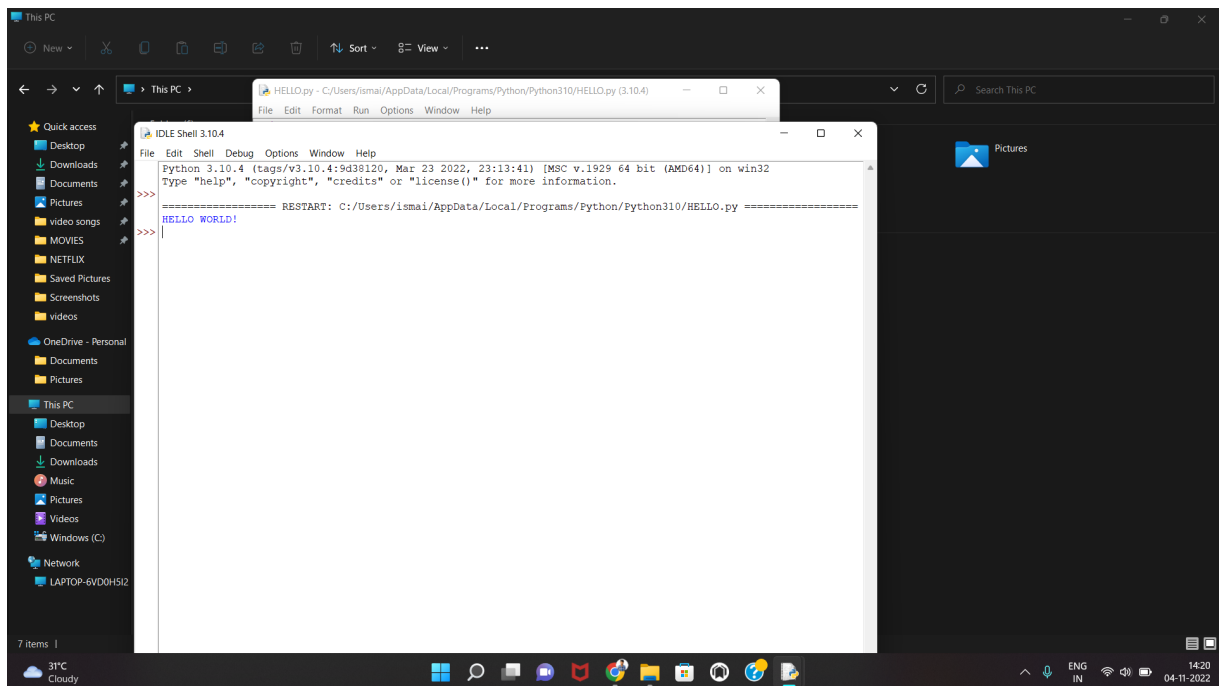 This PC
New
Sort
View
This PC
Search This PC
HELLO.py - C:/Users/ismai/AppData/Local/Programs/Python/Python310/HELLO.py (3.10.4)
File Edit Format Run Options Window Help
IDLE Shell 3.10.4
File Edit Shell Debug Options Window Help
Python 3.10.4 (tags/v3.10.4:9d38120, Mar 23 2022, 23:13:41) [MSC v.1929 64 bit (AMD64)] on win32
Type "help", "copyright", "credits" or "license()" for more information.
>>>
================== RESTART: C:/Users/ismai/AppData/Local/Programs/Python/Python310/HELLO.py ==================
HELLO WORLD!
>>>
Quick access
Desktop
Downloads
Documents
Pictures
video songs
MOVIES
NETFLIX
Saved Pictures
Screenshots
videos
OneDrive - Personal
Documents
Pictures
This PC
Desktop
Documents
Downloads
Music
Pictures
Videos
Windows (C:)
Network
LAPTOP-6VD0H5I2
Pictures
7 items
31°C
Cloudy
ENG
IN
14:20
04-11-2022